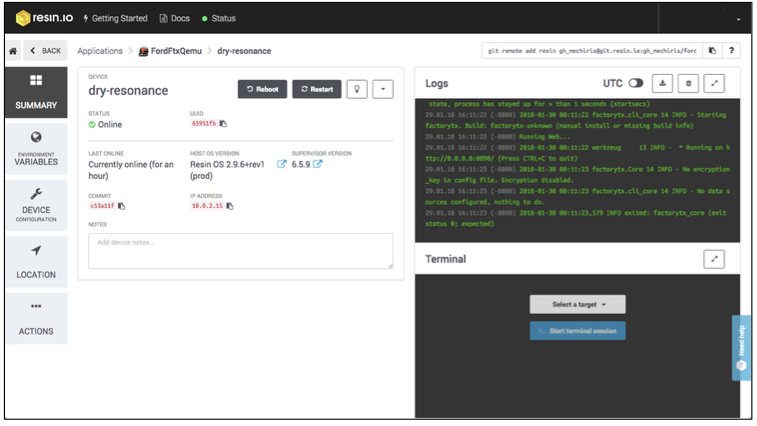 resin.io
Getting Started
Docs
Status
BACK
Applications
FordFtxQemu
dry-resonance
git remote add resin gh_mechiris@git.resin.io:gh_mechiris/forc
?
SUMMARY
ENVIRONMENT
VARIABLES
DEVICE
CONFIGURATION
LOCATION
ACTIONS
DEVICE
dry-resonance
Reboot
Restart
STATUS
UUID
Online
65951fb
LAST ONLINE
HOST OS VERSION
SUPERVISOR VERSION
Currently online (for an
hour)
Resin OS 2.9.6+rev1
(prod)
6.5.9
COMMIT
IP ADDRESS
c53a11f
10.0.2.15
NOTES
Add device notes...
Logs
UTC
state, process has stayed up for > than 1 seconds (startsecs)
29.01.18 16:11:22 (-0800) 2018-01-30 00:11:22 factorytx.cli_core 14 INFO - Starting
factorytx. Build: factorytx-unknown (manual install or missing build info)
29.01.18 16:11:22 (-0800) Running Web...
29.01.18 16:11:22 (-0800) 2018-01-30 00:11:22 werkzeug 13 INFO - * Running on h
ttp://0.0.0.0:8090/ (Press CTRL+C to quit)
29.01.18 16:11:23 (-0800) 2018-01-30 00:11:23 factorytx.Core 14 INFO - No encryption
_key in config file. Encryption disabled.
29.01.18 16:11:23 (-0800) 2018-01-30 00:11:23 factorytx.cli_core 14 INFO - No data s
ources configured, nothing to do.
29.01.18 16:11:23 (-0800) 2018-01-30 00:11:23,579 INFO exited: factorytx_core (exit
status 0; expected)
Terminal
Select a target
>_ Start terminal session
Need help